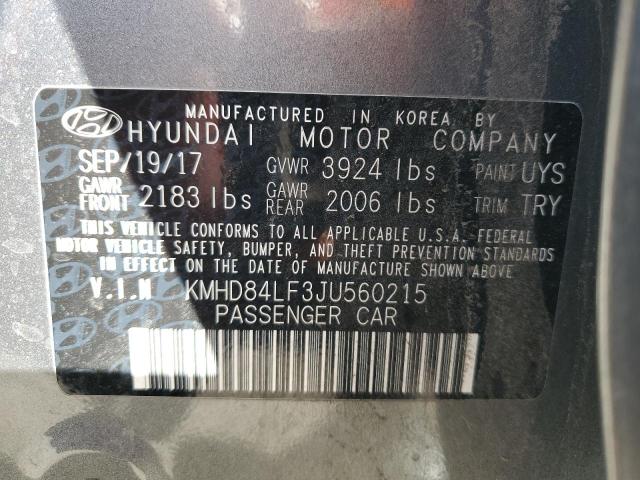 MANUFACTURED IN KOREA BY
HYUNDAI MOTOR COMPANY
SEP/19/17 GVWR 3924 lbs PAINT UYS
GAWR FRONT 2183 lbs GAWR REAR 2006 lbs TRIM TRY
THIS VEHICLE CONFORMS TO ALL APPLICABLE U.S.A. FEDERAL
MOTOR VEHICLE SAFETY, BUMPER, AND THEFT PREVENTION STANDARDS
IN EFFECT ON THE DATE OF MANUFACTURE SHOWN ABOVE.
V.I.N KMHD84LF3JU560215
PASSENGER CAR